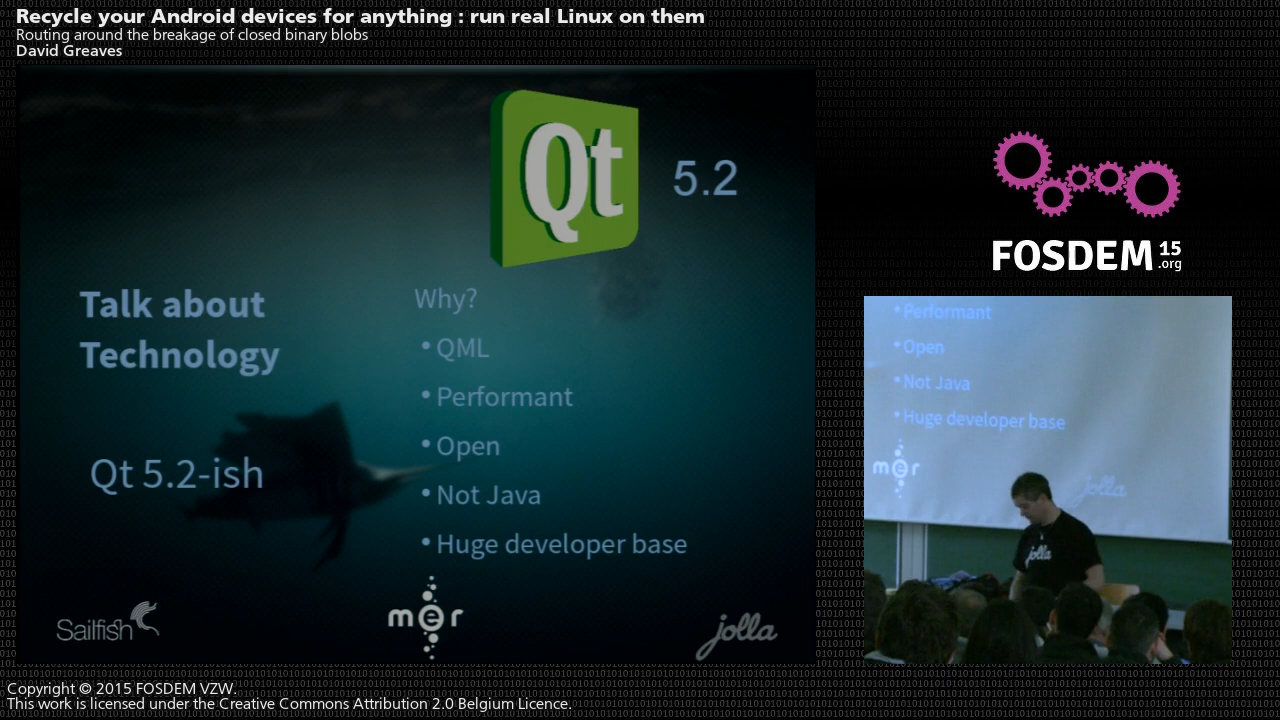 Recycle your Android devices for anything : run real Linux on them
Routing around the breakage of closed binary blobs
David Greaves
Qt
5.2
Talk about
Technology
Qt 5.2-ish
Why?
• QML
• Performant
• Open
• Not Java
• Huge developer base
Sailfish
mer
jolla
FOSDEM 15
.org
• Performant
• Open
• Not Java
• Huge developer base
mer
jolla
jolla
Copyright © 2015 FOSDEM VZW.
This work is licensed under the Creative Commons Attribution 2.0 Belgium Licence.